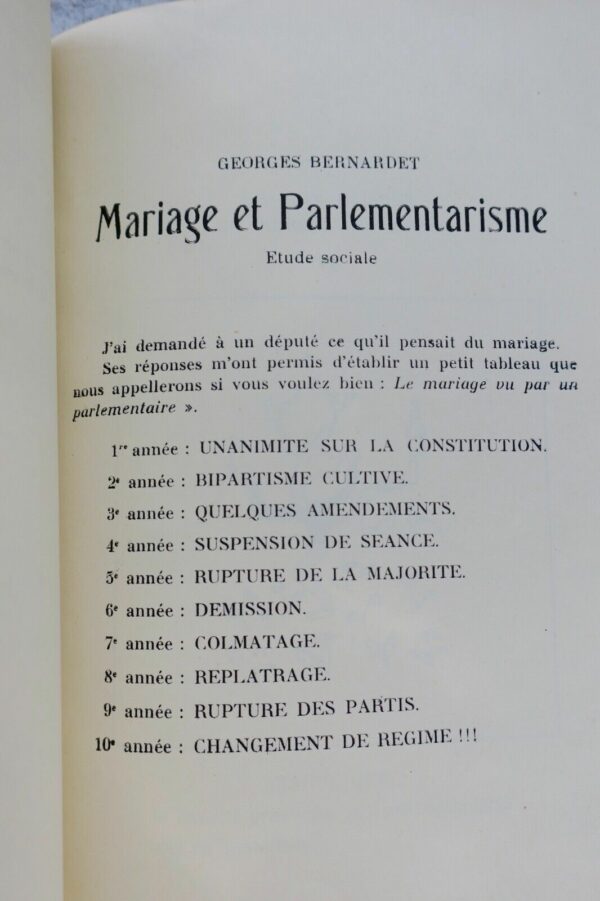 GEORGES BERNARDET
Mariage et Parlementarisme
Etude sociale
J'ai demandé à un député ce qu'il pensait du mariage.
Ses réponses m'ont permis d'établir un petit tableau que
nous appellerons si vous voulez bien : Le mariage vu par un
parlementaire ».
1re année : UNANIMITE SUR LA CONSTITUTION.
2e année : BIPARTISME CULTIVE.
3e année : QUELQUES AMENDEMENTS.
4e année : SUSPENSION DE SEANCE.
5e année : RUPTURE DE LA MAJORITE.
6e année : DEMISSION.
7e année : COLMATAGE.
8e année : REPLATRAGE.
9e année : RUPTURE DES PARTIS.
10e année : CHANGEMENT DE REGIME !!!